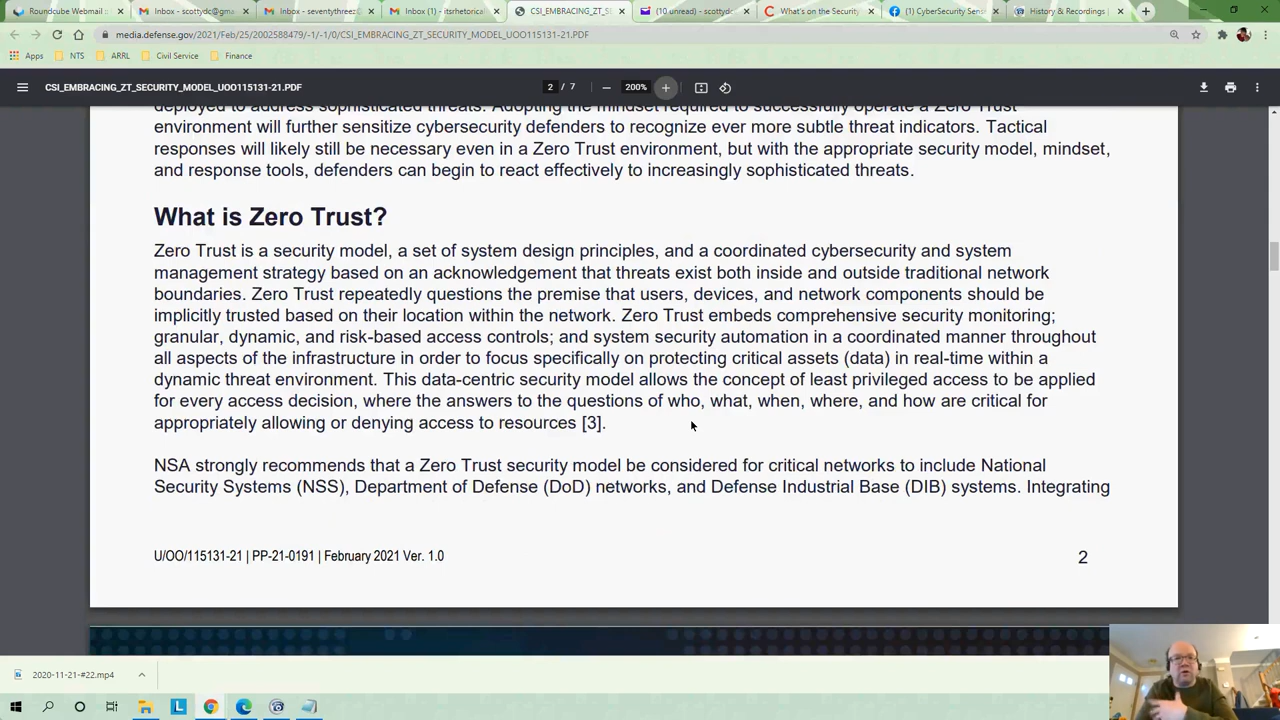 Roundcube Webmail ::
Inbox - scottydc@gma
Inbox - seventythreez
Inbox (1) - itsrhetorical
CSI_EMBRACING_ZT_S
(10 unread) - scottydc
What's on the Security
(1) CyberSecurity Sens
History & Recordings |
media.defense.gov/2021/Feb/25/2002588479/-1/-1/0/CSI_EMBRACING_ZT_SECURITY_MODEL_UOO115131-21.PDF
Apps
NTS
ARRL
Civil Service
Finance
CSI_EMBRACING_ZT_SECURITY_MODEL_UOO115131-21.PDF
2 / 7
200%
deployed to address sophisticated threats. Adopting the mindset required to successfully operate a Zero Trust
environment will further sensitize cybersecurity defenders to recognize ever more subtle threat indicators. Tactical
responses will likely still be necessary even in a Zero Trust environment, but with the appropriate security model, mindset,
and response tools, defenders can begin to react effectively to increasingly sophisticated threats.
What is Zero Trust?
Zero Trust is a security model, a set of system design principles, and a coordinated cybersecurity and system
management strategy based on an acknowledgement that threats exist both inside and outside traditional network
boundaries. Zero Trust repeatedly questions the premise that users, devices, and network components should be
implicitly trusted based on their location within the network. Zero Trust embeds comprehensive security monitoring;
granular, dynamic, and risk-based access controls; and system security automation in a coordinated manner throughout
all aspects of the infrastructure in order to focus specifically on protecting critical assets (data) in real-time within a
dynamic threat environment. This data-centric security model allows the concept of least privileged access to be applied
for every access decision, where the answers to the questions of who, what, when, where, and how are critical for
appropriately allowing or denying access to resources [3].
NSA strongly recommends that a Zero Trust security model be considered for critical networks to include National
Security Systems (NSS), Department of Defense (DoD) networks, and Defense Industrial Base (DIB) systems. Integrating
U/OO/115131-21 | PP-21-0191 | February 2021 Ver. 1.0
2
2020-11-21-#22.mp4